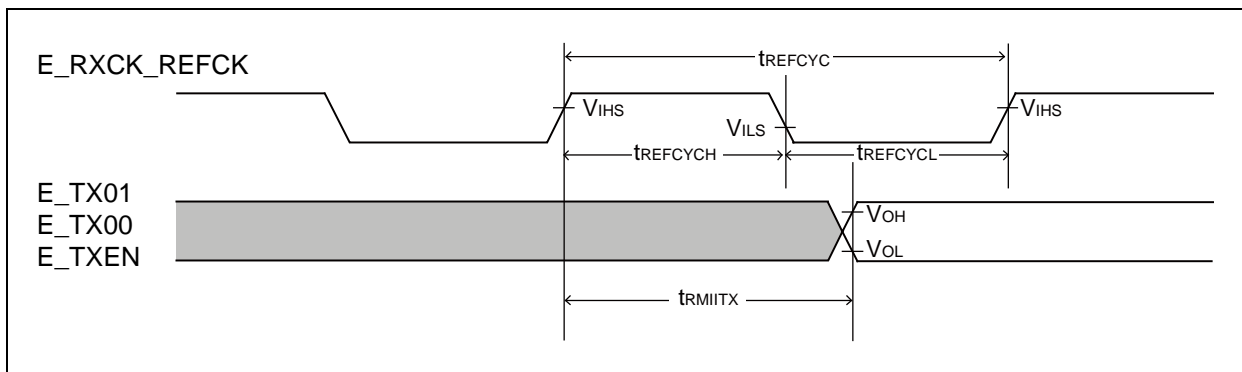 E_RXCK_REFCK
tREFCYC
VIHS
VILS
VIHS
tREFCYCH
tREFCYCL
E_TX01
E_TX00
E_TXEN
VOH
VOL
tRMIITX